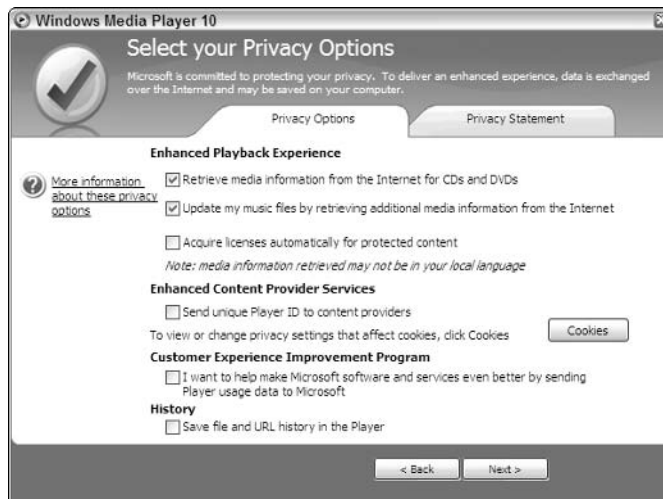 Windows Media Player 10
Select your Privacy Options
Microsoft is committed to protecting your privacy. To deliver an enhanced experience, data is exchanged
over the Internet and may be saved on your computer.
Privacy Options
Privacy Statement
Enhanced Playback Experience
More information
about these privacy
options
Retrieve media information from the Internet for CDs and DVDs
Update my music files by retrieving additional media information from the Internet
Acquire licenses automatically for protected content
Note: media information retrieved may not be in your local language
Enhanced Content Provider Services
Send unique Player ID to content providers
To view or change privacy settings that affect cookies, click Cookies
Cookies
Customer Experience Improvement Program
I want to help make Microsoft software and services even better by sending
Player usage data to Microsoft
History
Save file and URL history in the Player
< Back
Next >